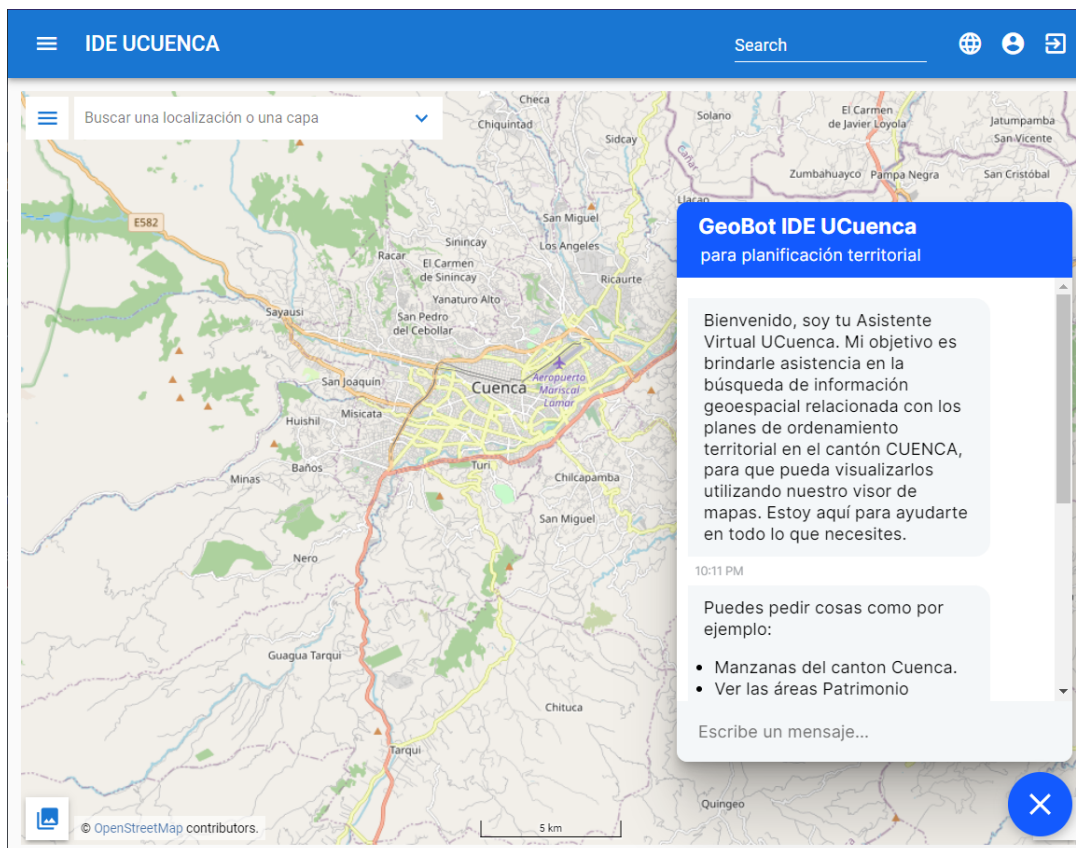 IDE UCUENCA
Search
Buscar una localización o una capa
Checa
Chiquintad
Sidcay
Solano
El Carmen
de Javier Loyola
Jatumpamba
San Vicente
Cañar
Zumbahuayco
Pampa Negra
San Cristóbal
Llacao
E582
San Miguel
Sinincay
Los Angeles
Racar
El Carmen
de Sinincay
Ricaurte
Yanaturo Alto
Sayausi
San Pedro
del Cebollar
San Joaquin
Cuenca
Aeropuerto
Mariscal
Lamar
Misicata
Huishil
Baños
Turi
Minas
Chilcapamba
San Miguel
Nero
Guagua Tarqui
Chituca
Tarqui
Quingeo
GeoBot IDE UCuenca
para planificación territorial
Bienvenido, soy tu Asistente
Virtual UCuenca. Mi objetivo es
brindarle asistencia en la
búsqueda de información
geoespacial relacionada con los
planes de ordenamiento
territorial en el cantón CUENCA,
para que pueda visualizarlos
utilizando nuestro visor de
mapas. Estoy aquí para ayudarte
en todo lo que necesites.
10:11 PM
Puedes pedir cosas como por
ejemplo:
• Manzanas del canton Cuenca.
• Ver las áreas Patrimonio
Escribe un mensaje...
© OpenStreetMap contributors.
5 km